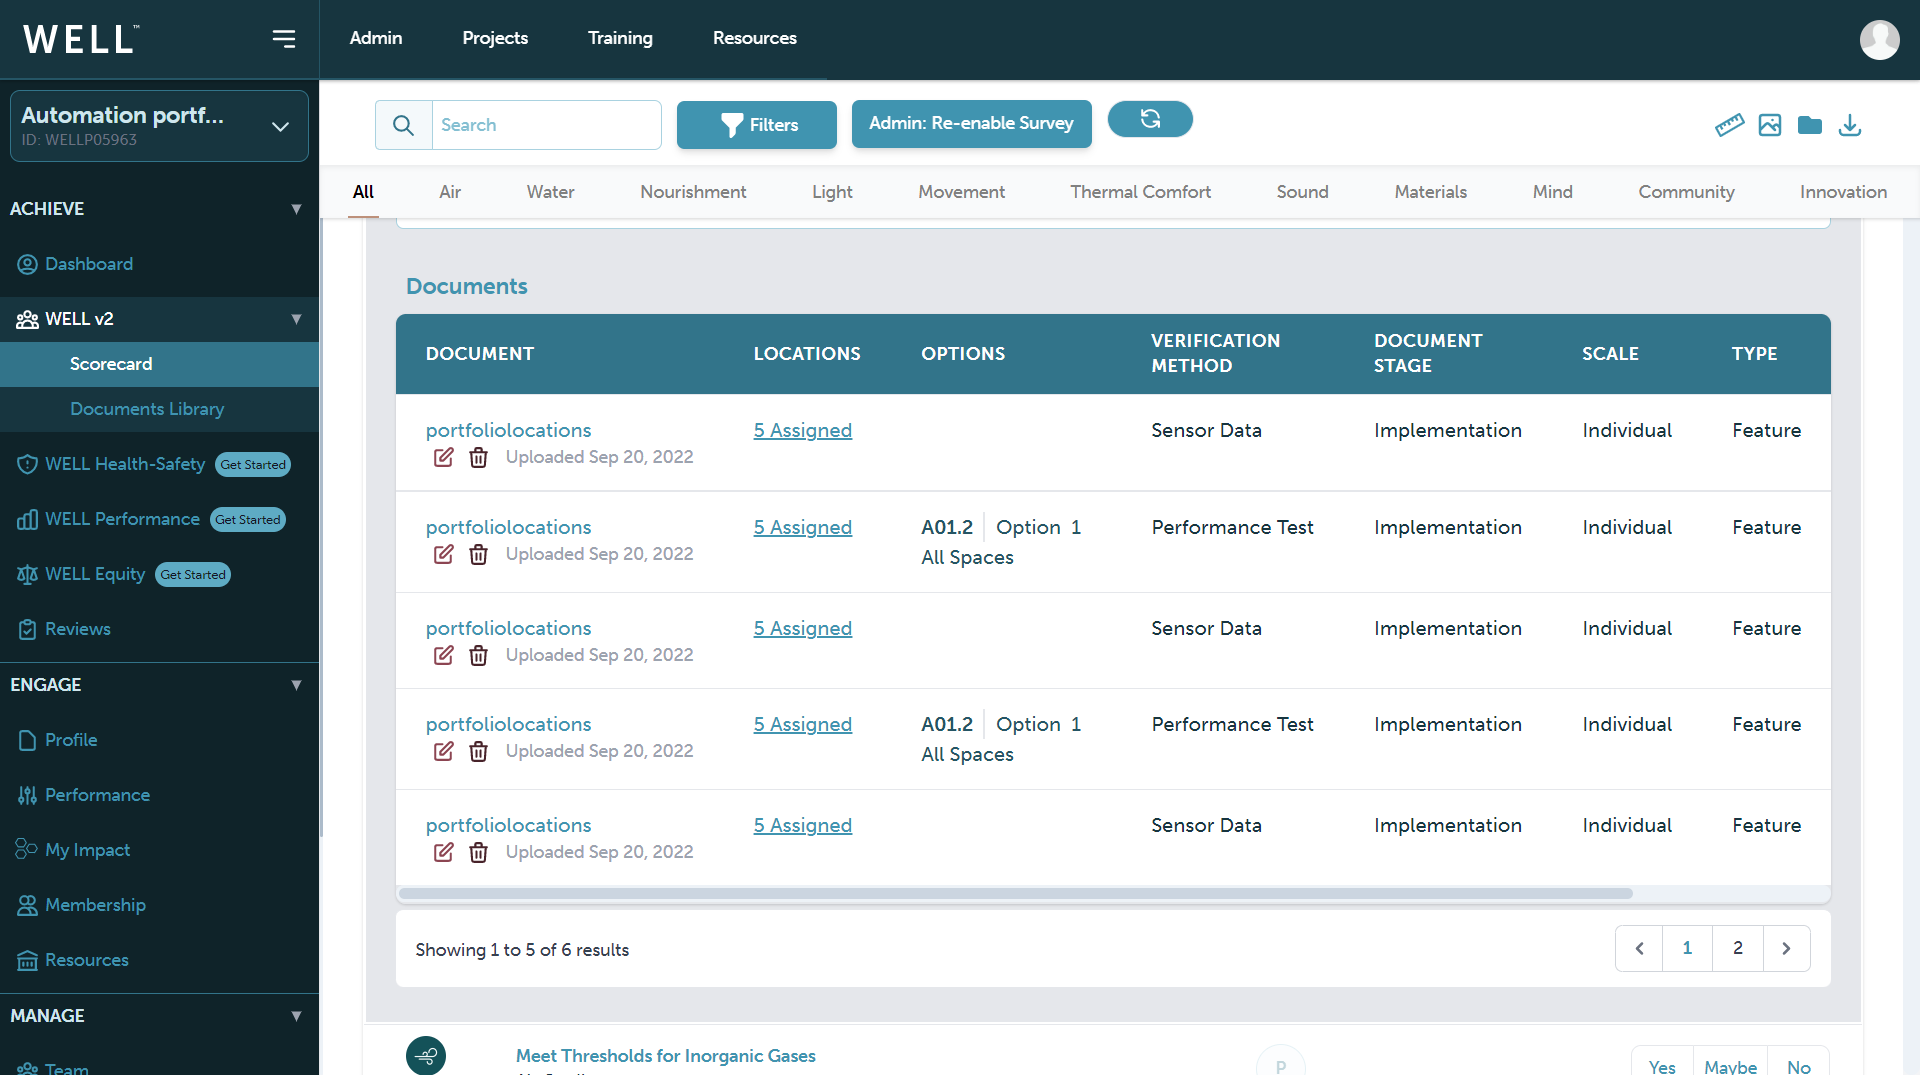 WELL™
Admin
Projects
Training
Resources
Automation portf...
ID: WELLP05963
Search
Filters
Admin: Re-enable Survey
All
Air
Water
Nourishment
Light
Movement
Thermal Comfort
Sound
Materials
Mind
Community
Innovation
ACHIEVE
Dashboard
WELL v2
Scorecard
Documents Library
WELL Health-Safety Get Started
WELL Performance Get Started
WELL Equity Get Started
Reviews
ENGAGE
Profile
Performance
My Impact
Membership
Resources
MANAGE
Team
Documents
DOCUMENT LOCATIONS OPTIONS VERIFICATION METHOD DOCUMENT STAGE SCALE TYPE
portfoliolocations 5 Assigned Sensor Data Implementation Individual Feature
Uploaded Sep 20, 2022
portfoliolocations 5 Assigned A01.2 Option 1 Performance Test Implementation Individual Feature
Uploaded Sep 20, 2022 All Spaces
portfoliolocations 5 Assigned Sensor Data Implementation Individual Feature
Uploaded Sep 20, 2022
portfoliolocations 5 Assigned A01.2 Option 1 Performance Test Implementation Individual Feature
Uploaded Sep 20, 2022 All Spaces
portfoliolocations 5 Assigned Sensor Data Implementation Individual Feature
Uploaded Sep 20, 2022
Showing 1 to 5 of 6 results
1 2
Meet Thresholds for Inorganic Gases
P
Yes Maybe No